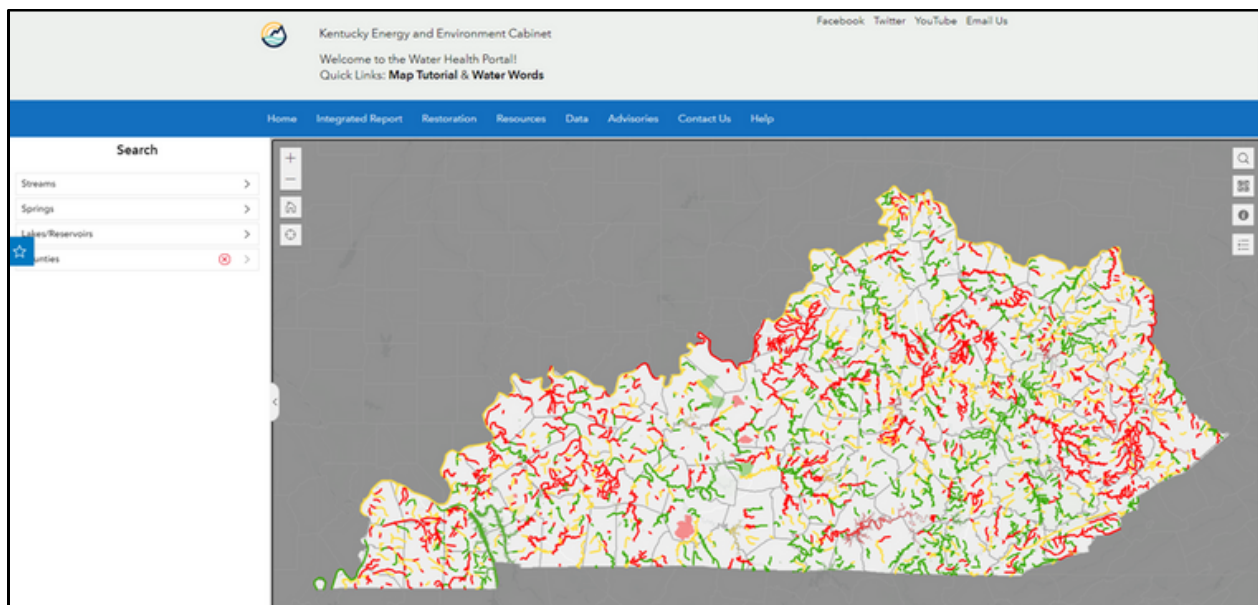 Facebook Twitter YouTube Email Us
Kentucky Energy and Environment Cabinet
Welcome to the Water Health Portal!
Quick Links: Map Tutorial & Water Words
Home Integrated Report Restoration Resources Data Advisories Contact Us Help
Search
Streams
Springs
Lakes/Reservoirs
unties